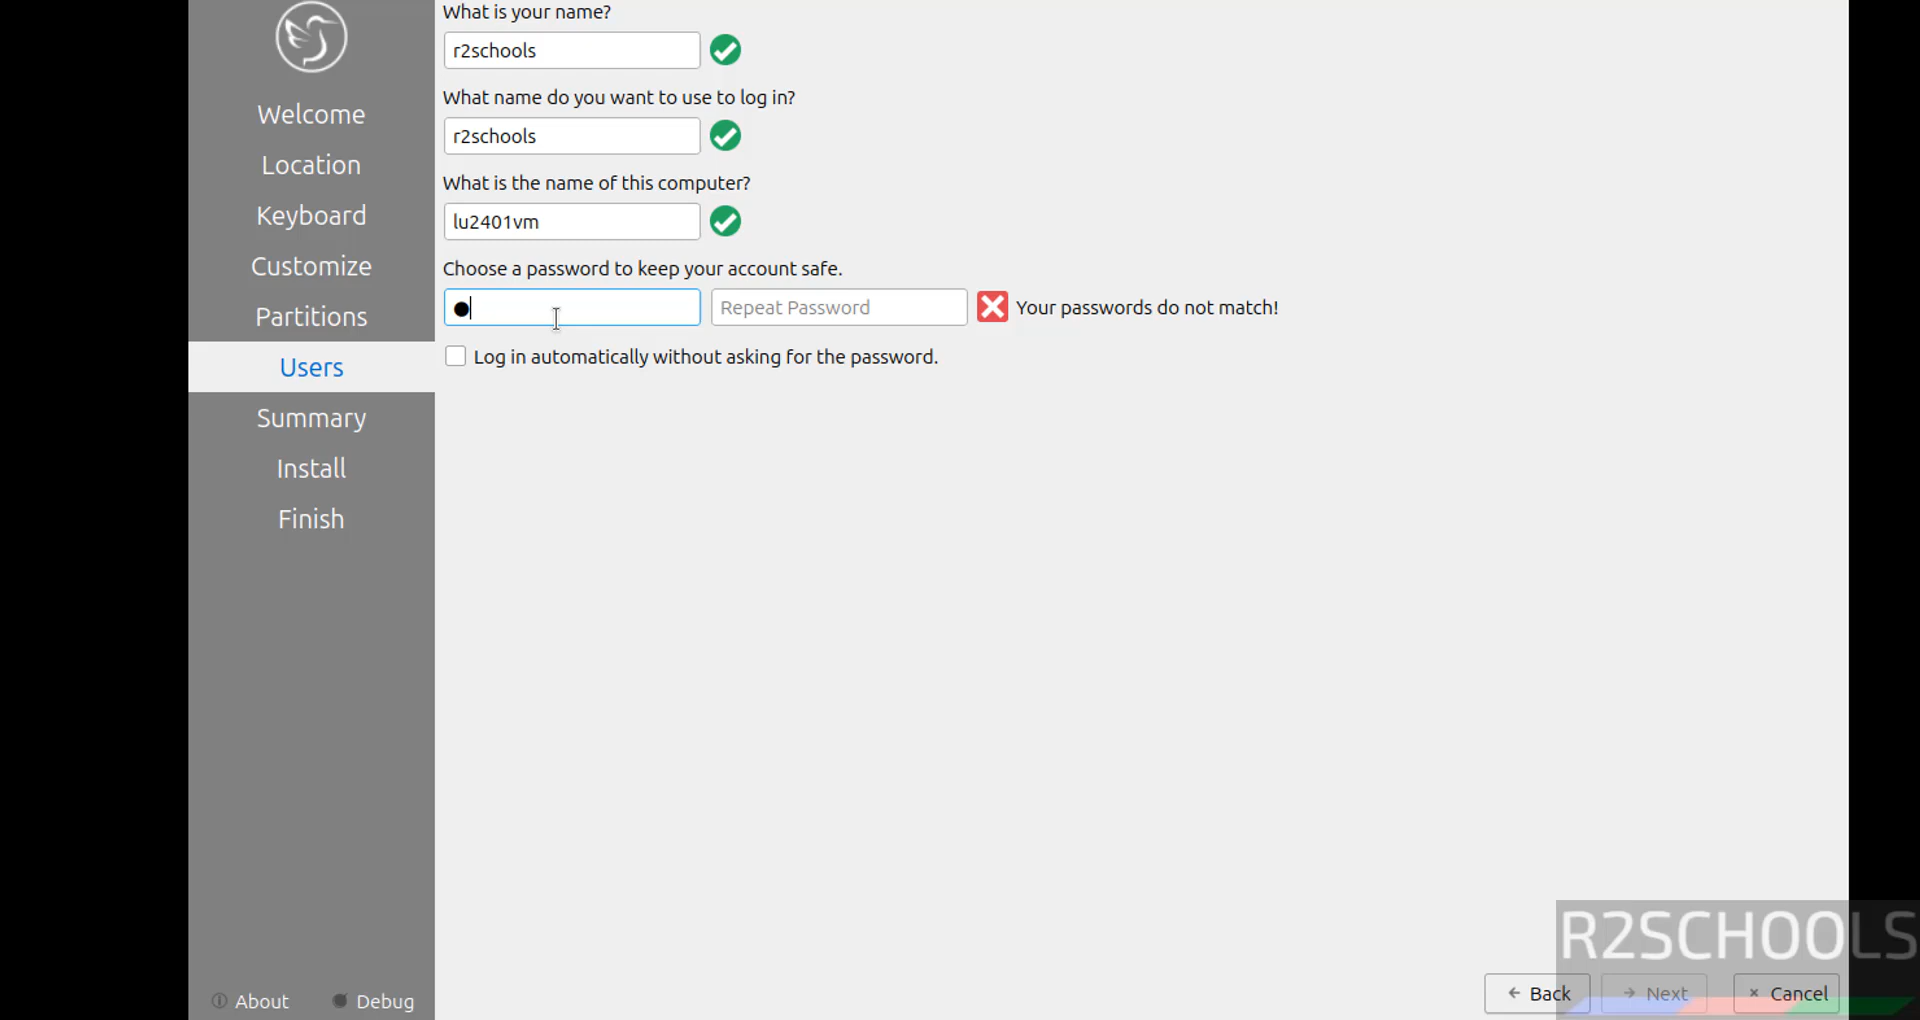 What is your name?
r2schools
What name do you want to use to log in?
r2schools
What is the name of this computer?
lu2401vm
Choose a password to keep your account safe.
Repeat Password
Your passwords do not match!
Log in automatically without asking for the password.
Welcome
Location
Keyboard
Customize
Partitions
Users
Summary
Install
Finish
About
Debug
R2SCHOOLS
Back
Next
Cancel